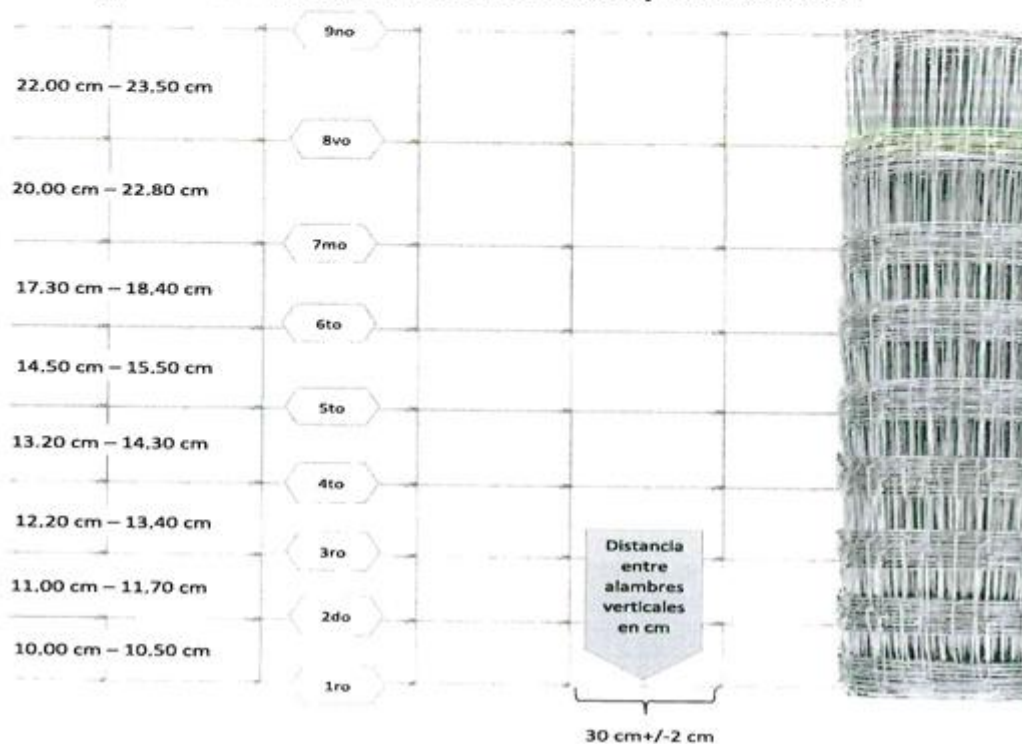 9no
22.00 cm – 23.50 cm
8vo
20.00 cm – 22.80 cm
7mo
17.30 cm – 18,40 cm
6to
14.50 cm – 15.50 cm
5to
13.20 cm – 14.30 cm
4to
12.20 cm – 13,40 cm
3ro
11.00 cm – 11.70 cm
2do
10.00 cm – 10.50 cm
1ro
Distancia
entre
alambres
verticales
en cm
30 cm+/-2 cm